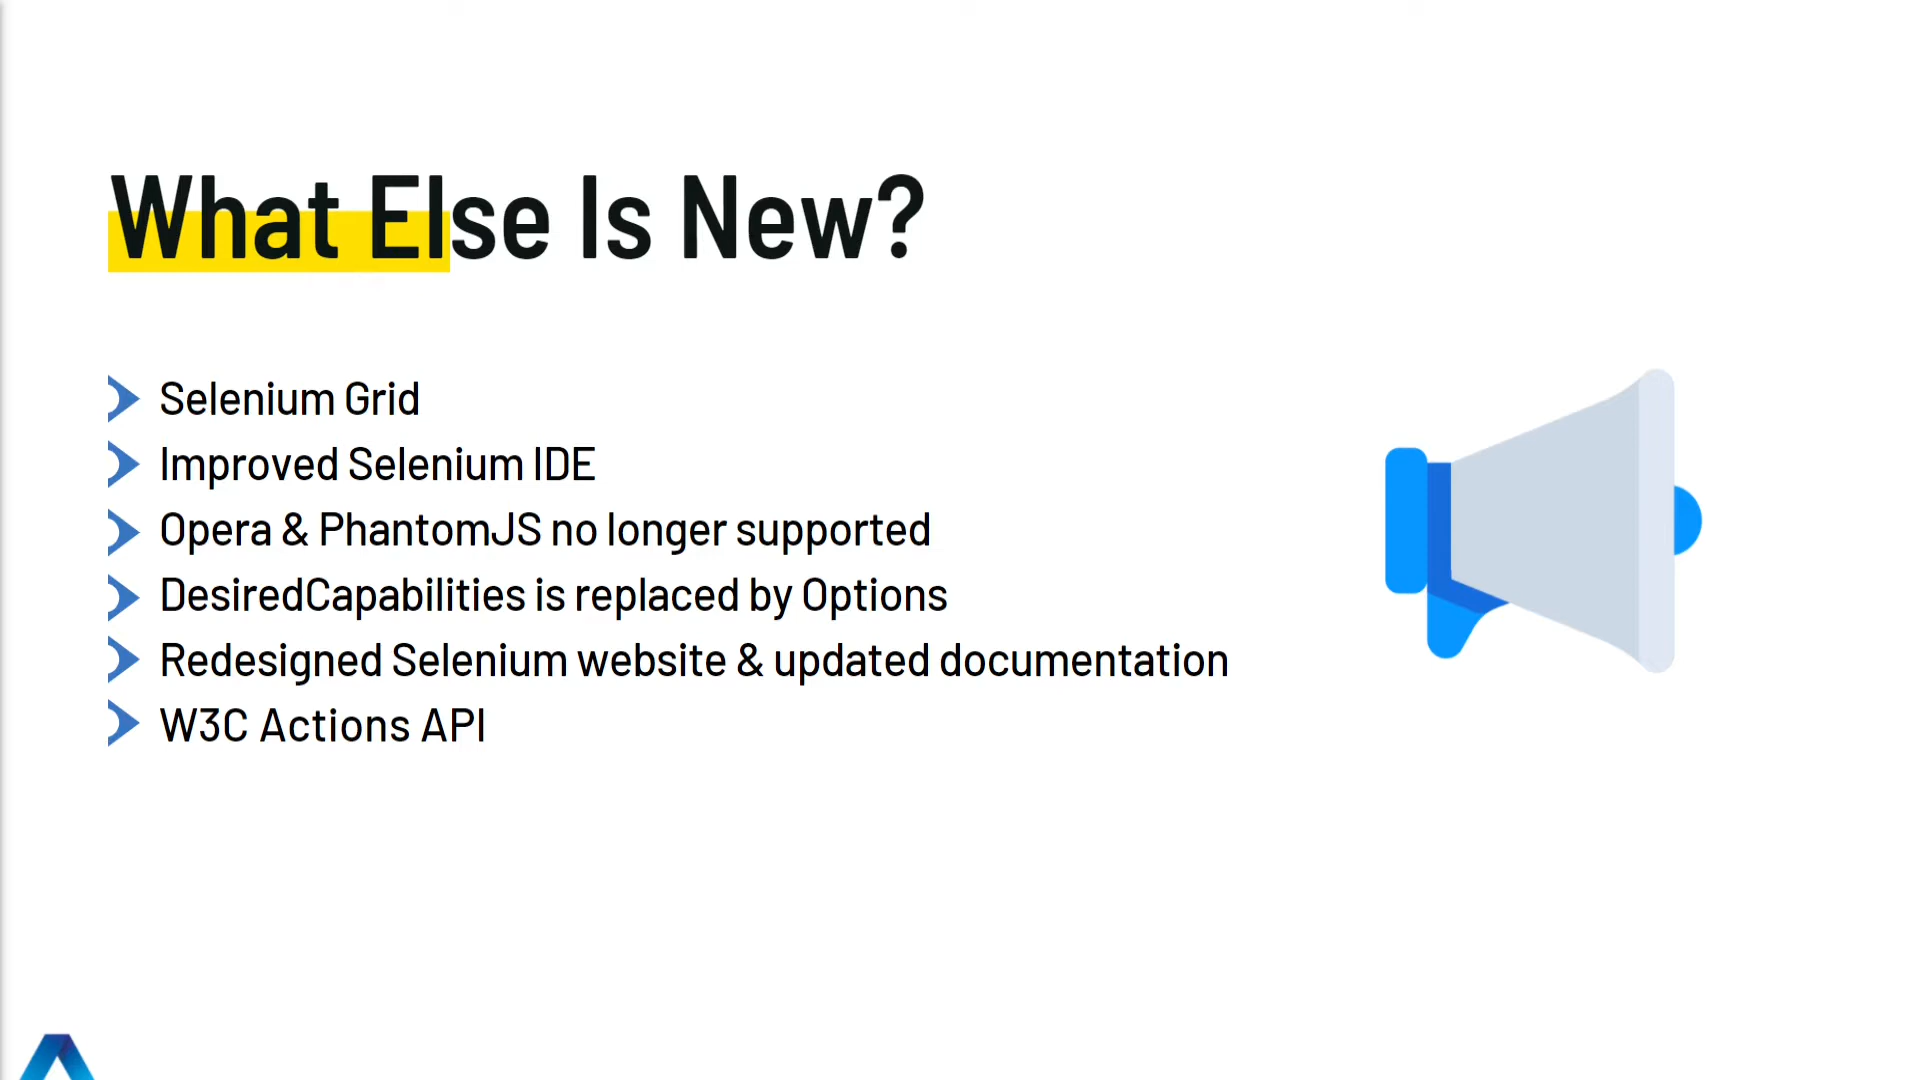 What Else Is New?
Selenium Grid
Improved Selenium IDE
Opera & PhantomJS no longer supported
DesiredCapabilities is replaced by Options
Redesigned Selenium website & updated documentation
W3C Actions API